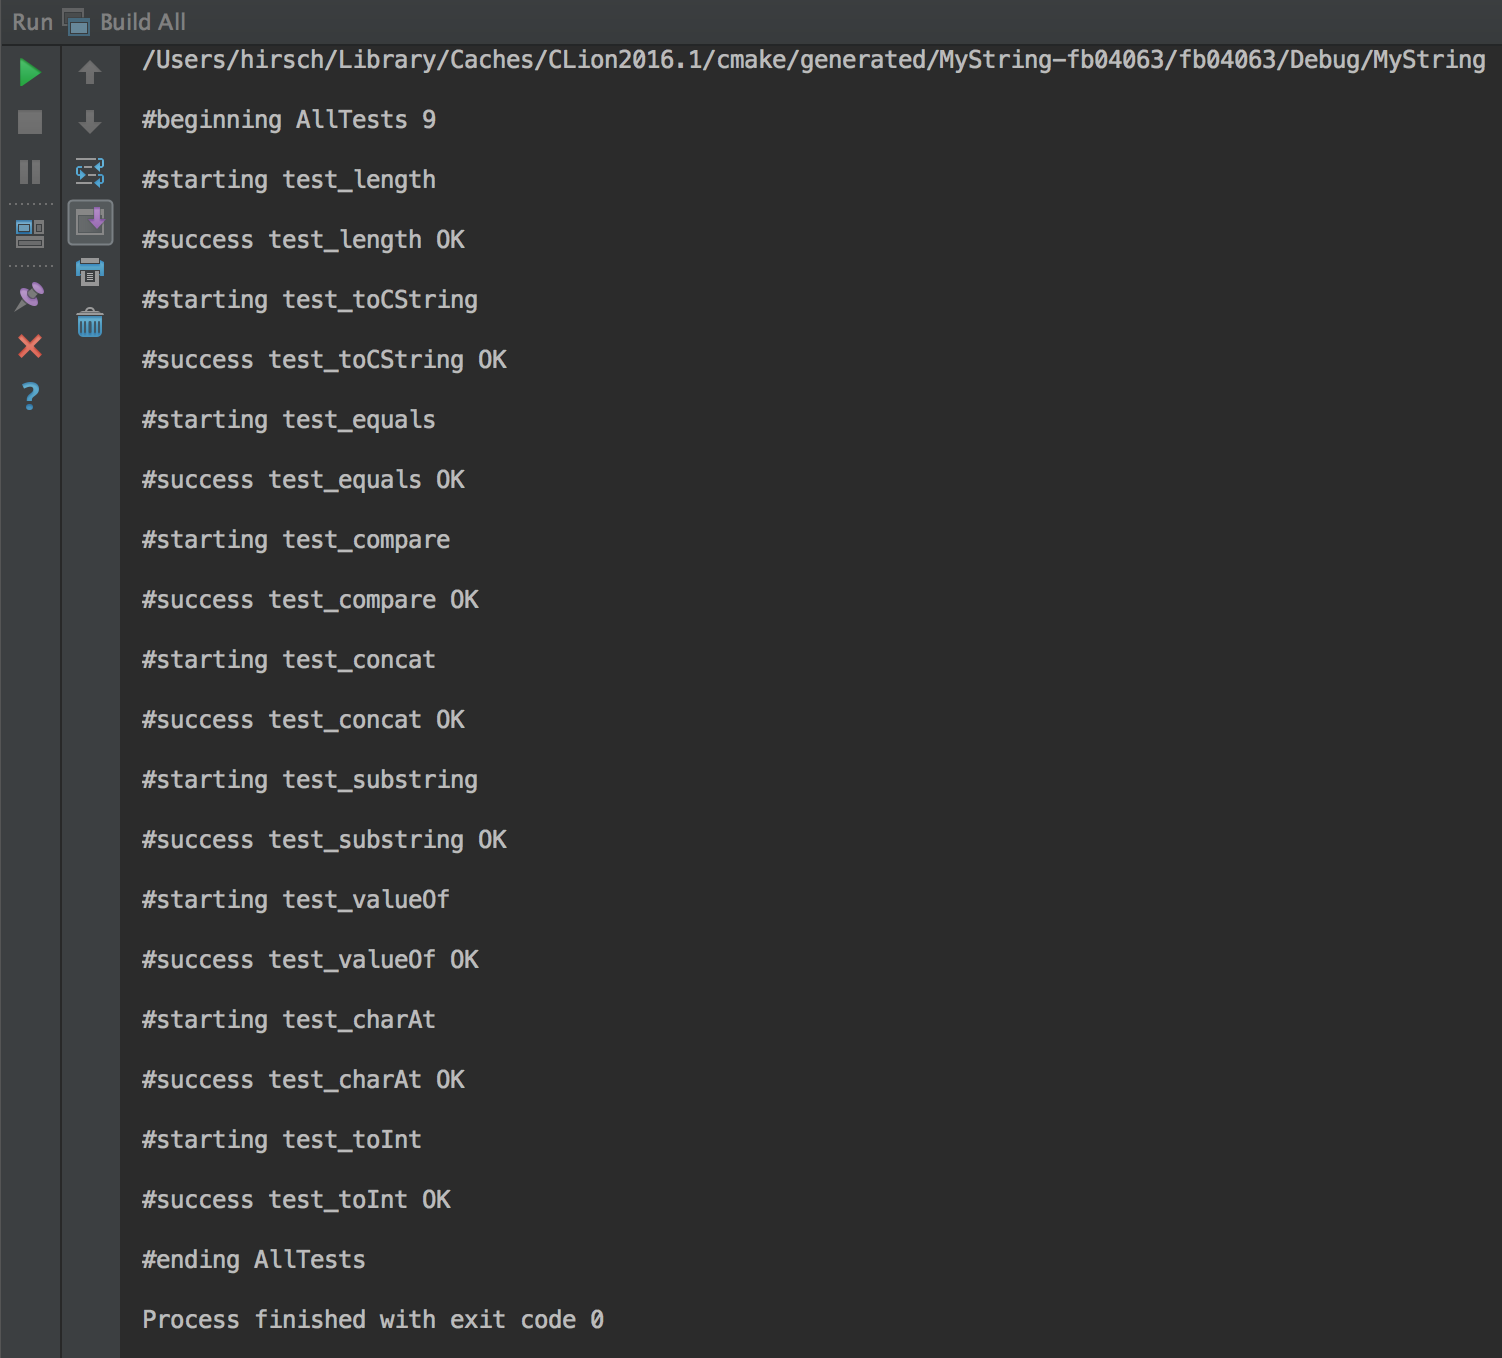 Run Build All
/Users/hirsch/Library/Caches/CLion2016.1/cmake/generated/MyString-fb04063/fb04063/Debug/MyString
#beginning AllTests 9
#starting test_length
#success test_length OK
#starting test_toCString
#success test_toCString OK
#starting test_equals
#success test_equals OK
#starting test_compare
#success test_compare OK
#starting test_concat
#success test_concat OK
#starting test_substring
#success test_substring OK
#starting test_valueOf
#success test_valueOf OK
#starting test_charAt
#success test_charAt OK
#starting test_toInt
#success test_toInt OK
#ending AllTests
Process finished with exit code 0